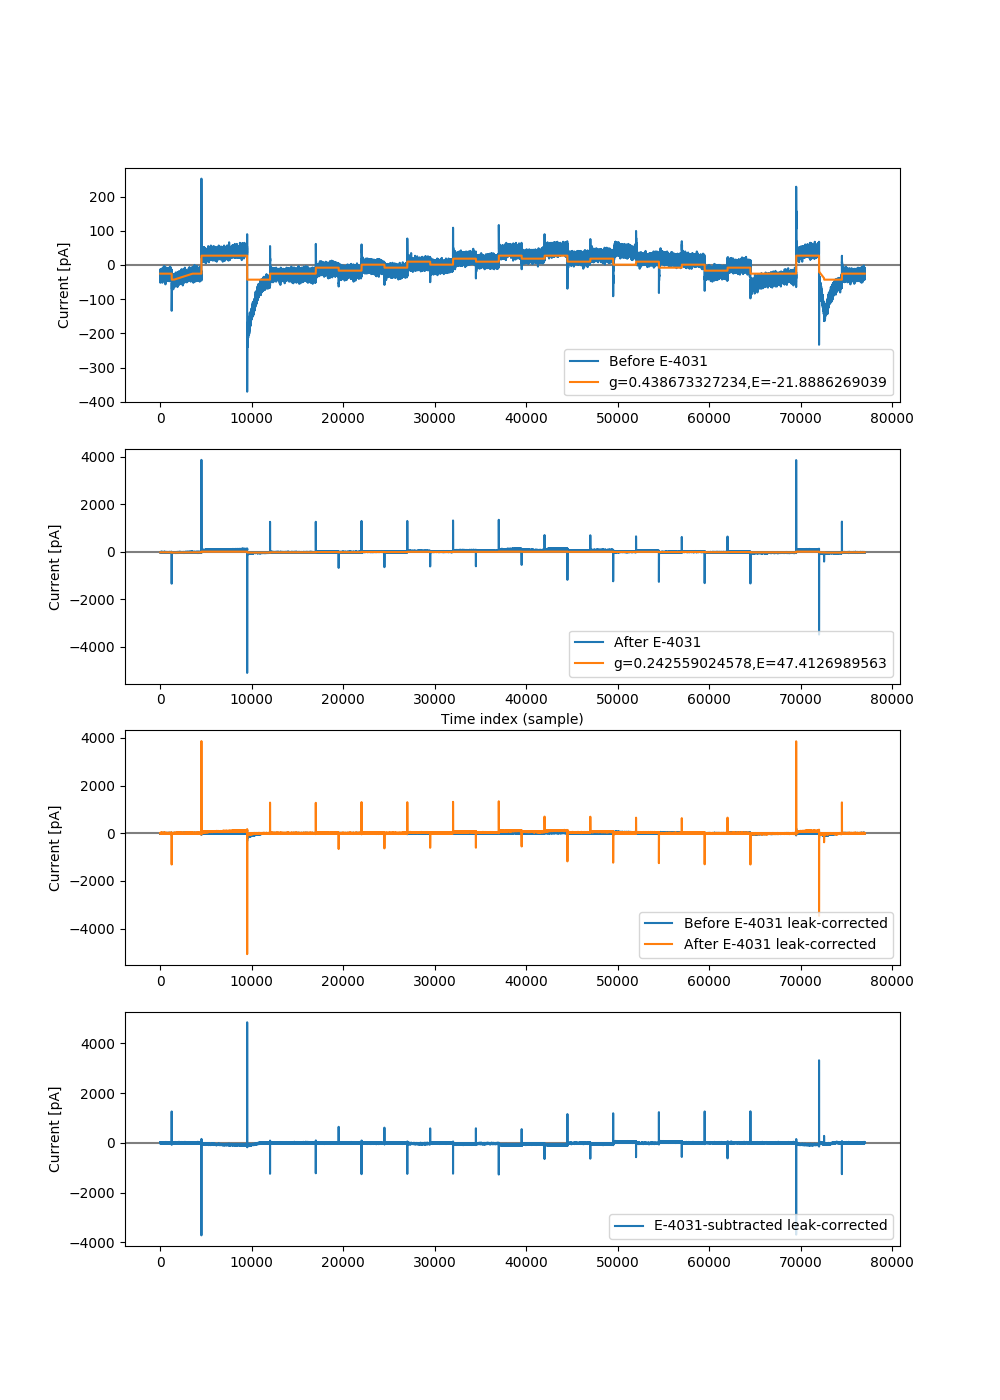 200
100
0
−100
−200
−300
−400
Current [pA]
Before E-4031
g=0.438673327234,E=-21.8886269039
0 10000 20000 30000 40000 50000 60000 70000 80000
4000
2000
0
−2000
−4000
Current [pA]
After E-4031
g=0.242559024578,E=47.4126989563
0 10000 20000 30000 40000 50000 60000 70000 80000
Time index (sample)
4000
2000
0
−2000
−4000
Current [pA]
Before E-4031 leak-corrected
After E-4031 leak-corrected
0 10000 20000 30000 40000 50000 60000 70000 80000
4000
2000
0
−2000
−4000
Current [pA]
E-4031-subtracted leak-corrected
0 10000 20000 30000 40000 50000 60000 70000 80000